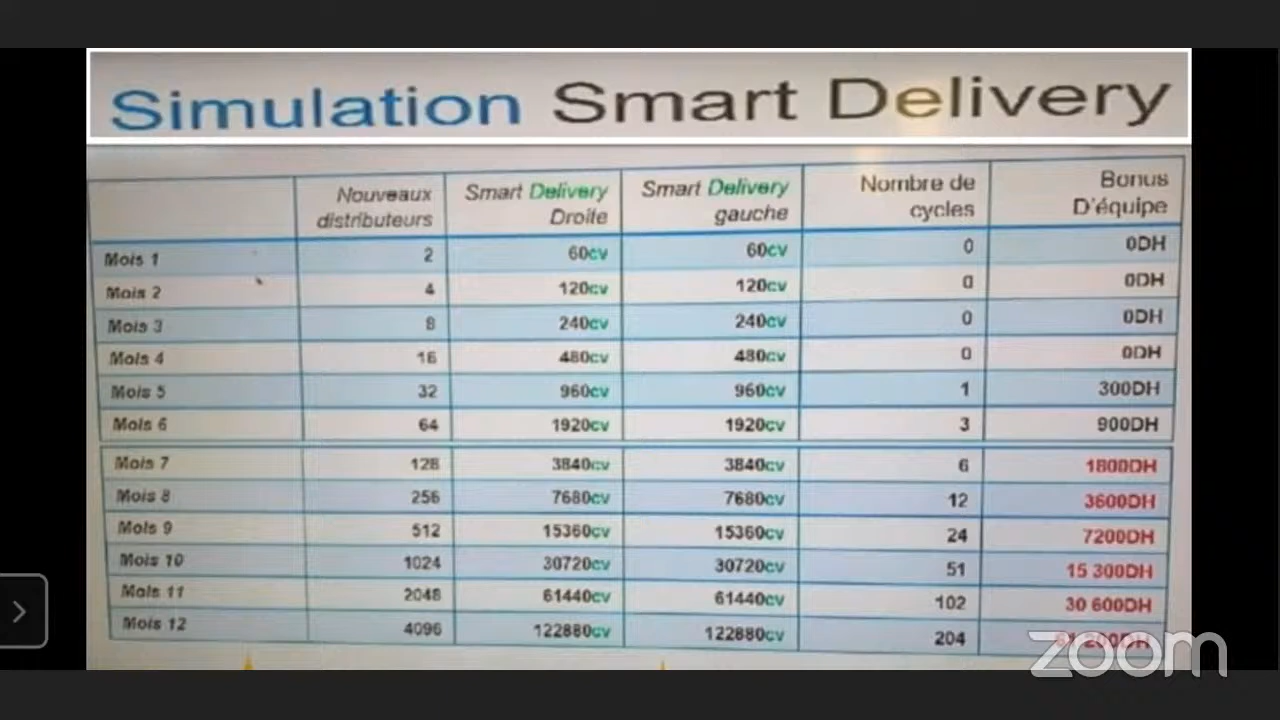 Simulation Smart Delivery
Nouveaux distributeurs Smart Delivery Droite Smart Delivery gauche Nombre de cycles Bonus D'équipe
Mois 1 2 60cv 60cv 0 0DH
Mois 2 4 120cv 120cv 0 0DH
Mois 3 8 240cv 240cv 0 0DH
Mois 4 16 480cv 480cv 0 0DH
Mois 5 32 960cv 960cv 1 300DH
Mois 6 64 1920cv 1920cv 3 900DH
Mois 7 128 3840cv 3840cv 6 1800DH
Mois 8 256 7680cv 7680cv 12 3600DH
Mois 9 512 15360cv 15360cv 24 7200DH
Mois 10 1024 30720cv 30720cv 51 15 300DH
Mois 11 2048 61440cv 61440cv 102 30 600DH
Mois 12 4096 122880cv 122880cv 204 61 200DH
zoom